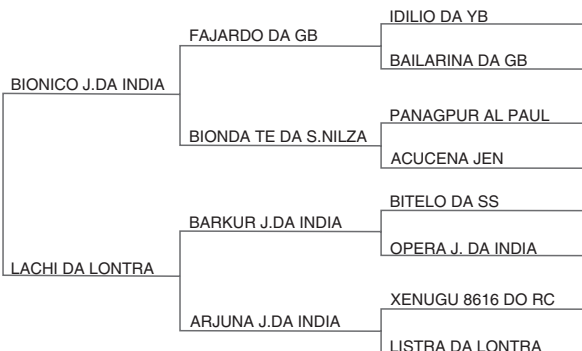 IDILIO DA YB
FAJARDO DA GB
BAILARINA DA GB
BIONICO J.DA INDIA
PANAGPUR AL PAUL
BIONDA TE DA S.NILZA
ACUCENA JEN
BITELO DA SS
BARKUR J.DA INDIA
OPERA J. DA INDIA
LACHI DA LONTRA
XENUGU 8616 DO RC
ARJUNA J.DA INDIA
LISTRA DA LONTRA